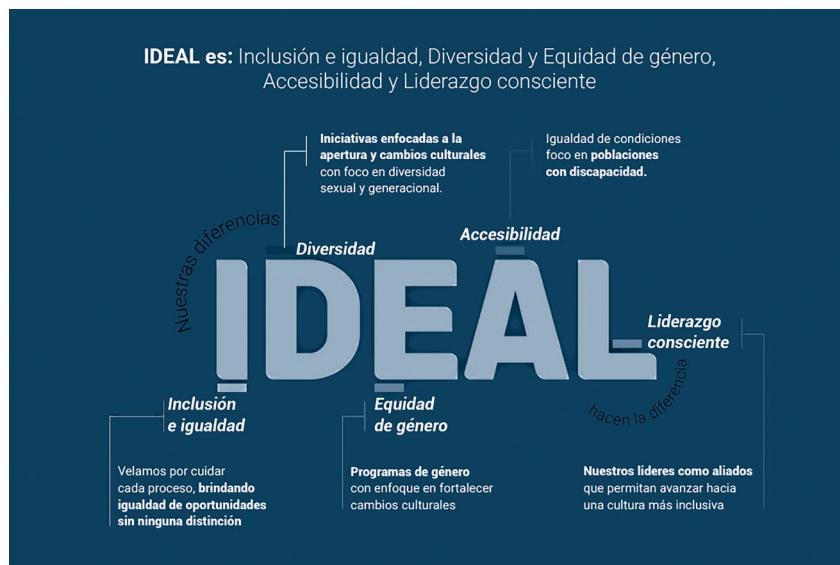 IDEAL es: Inclusión e igualdad, Diversidad y Equidad de género,
Accesibilidad y Liderazgo consciente
Iniciativas enfocadas a la
apertura y cambios culturales
con foco en diversidad
sexual y generacional.
Igualdad de condiciones
foco en poblaciones
con discapacidad.
Nuestras diferencias
Diversidad
Accesibilidad
IDEAL
Liderazgo
consciente
hacen la diferencia
Inclusión
e igualdad
Equidad
de género
Velamos por cuidar
cada proceso, brindando
igualdad de oportunidades
sin ninguna distinción
Programas de género
con enfoque en fortalecer
cambios culturales
Nuestros lideres como aliados
que permitan avanzar hacia
una cultura más inclusiva